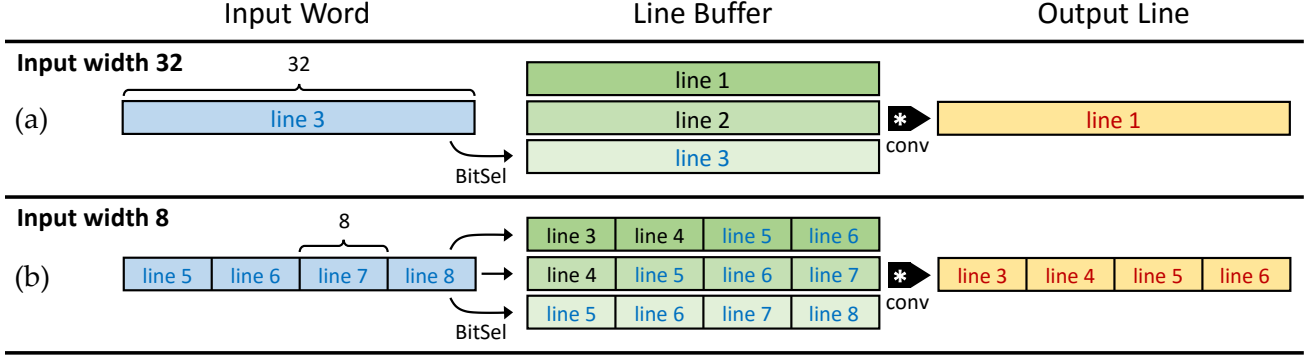 Input Word Line Buffer Output Line
Input width 32
32
(a)
line 3
BitSel
line 1
line 2
line 3
*
conv
line 1
Input width 8
8
(b)
line 5 line 6 line 7 line 8
BitSel
line 3 line 4 line 5 line 6
line 4 line 5 line 6 line 7
line 5 line 6 line 7 line 8
*
conv
line 3 line 4 line 5 line 6